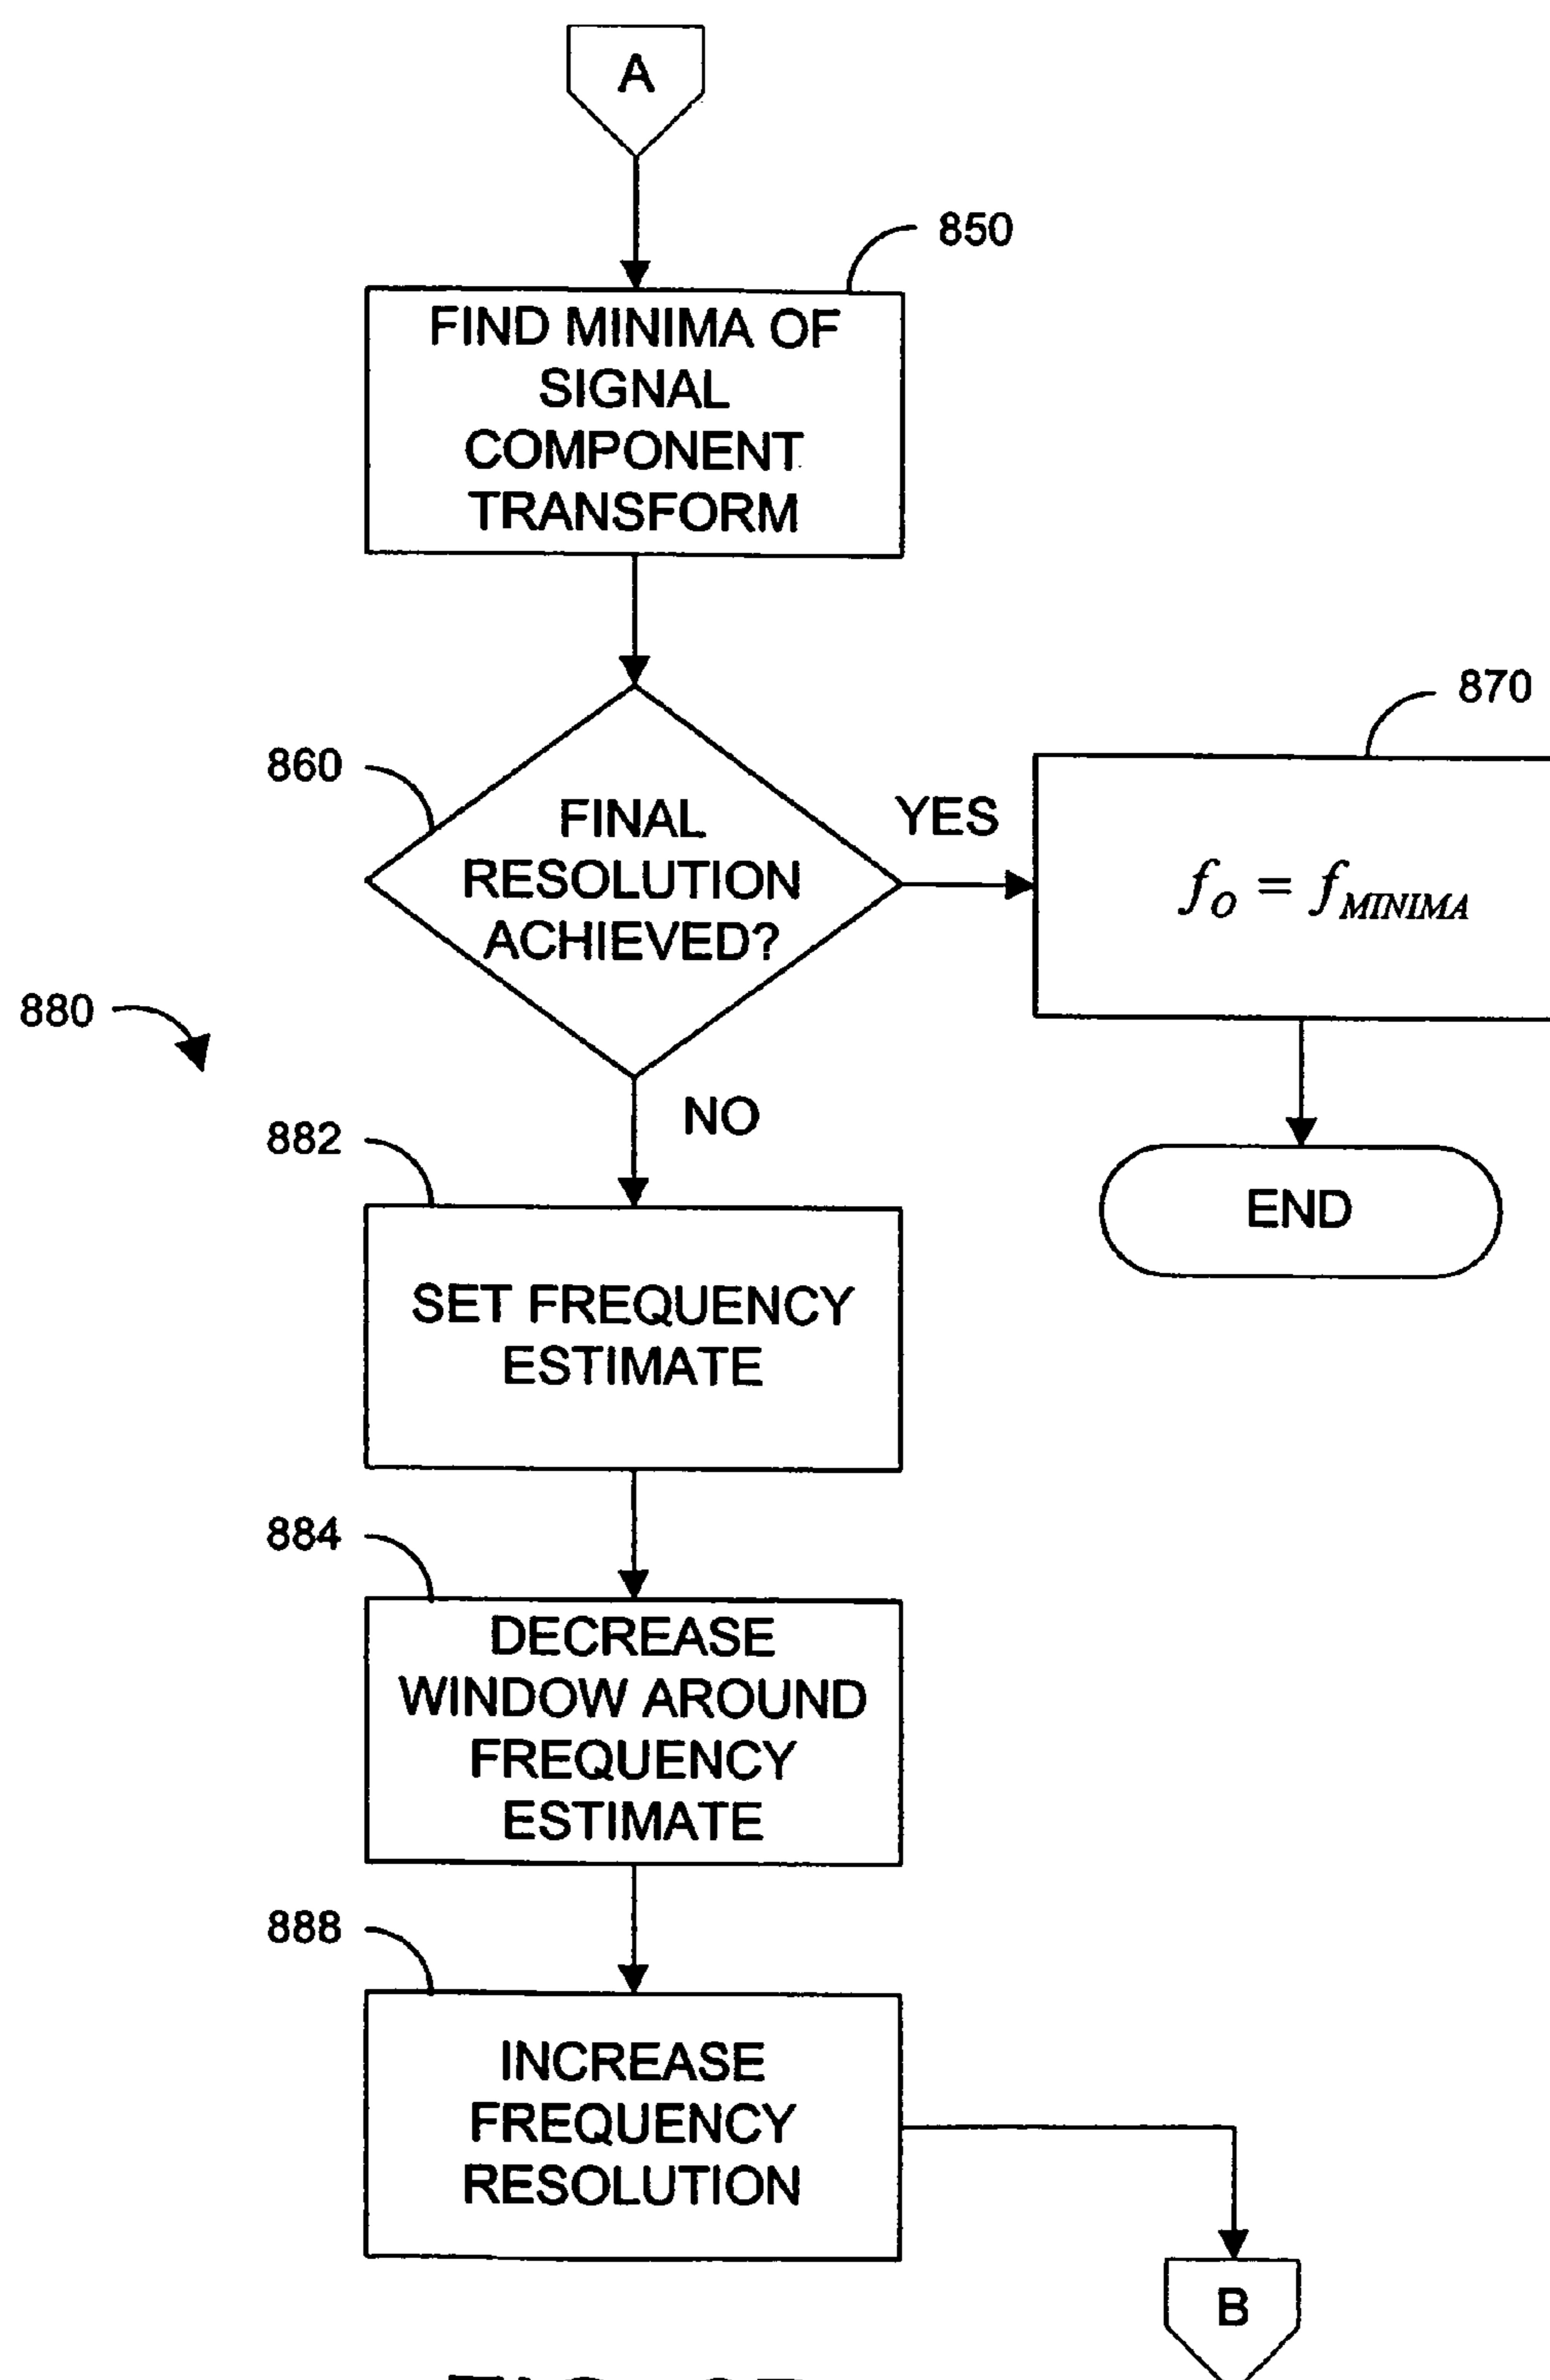 A
850
FIND MINIMA OF
SIGNAL
COMPONENT
TRANSFORM
870
860
FINAL
RESOLUTION
ACHIEVED?
YES
f_O = f_MINIMA
880
NO
882
END
SET FREQUENCY
ESTIMATE
884
DECREASE
WINDOW AROUND
FREQUENCY
ESTIMATE
888
INCREASE
FREQUENCY
RESOLUTION
B